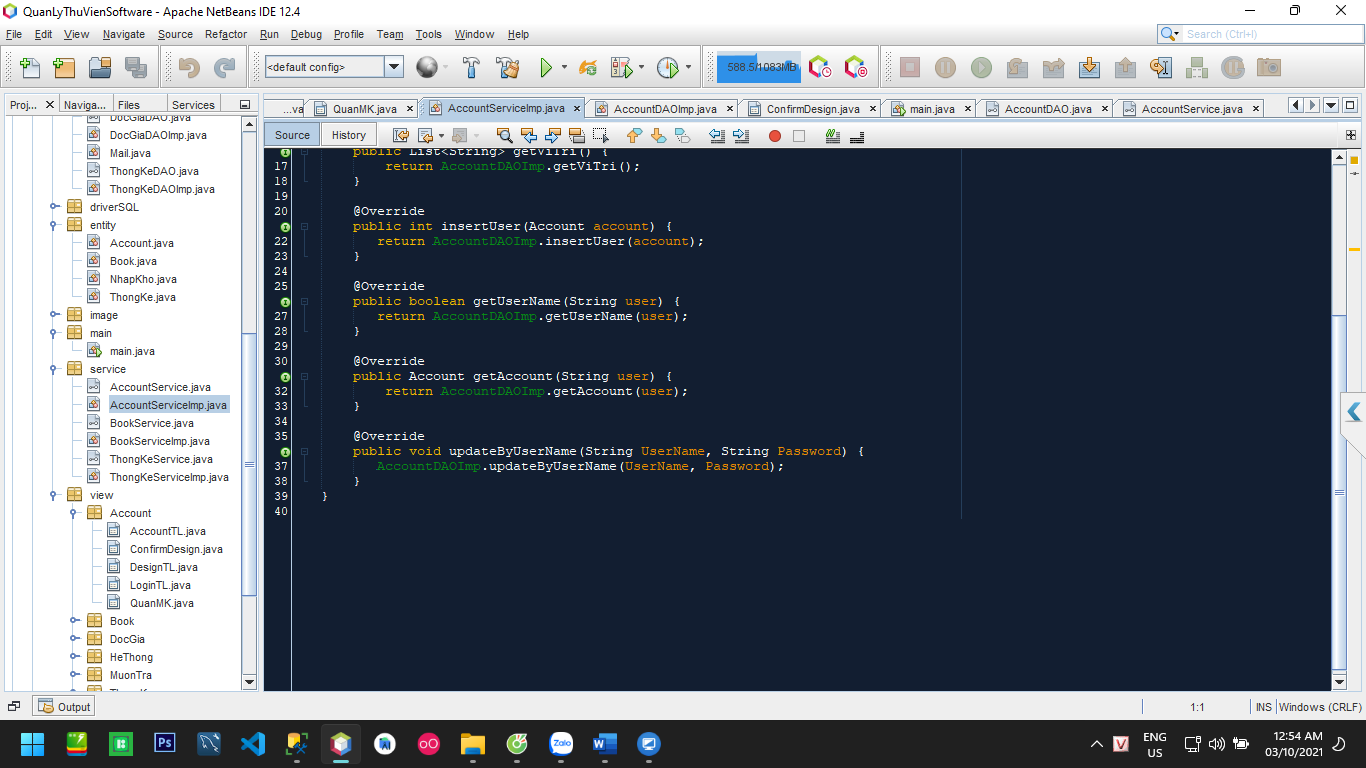 QuanLyThuVienSoftware - Apache NetBeans IDE 12.4
File Edit View Navigate Source Refactor Run Debug Profile Team Tools Window Help
Search (Ctrl+I)
<default config>
588.5/1083MB
Proj... Naviga... Files Services
...va QuanMK.java AccountServiceImp.java AccountDAOImp.java ConfirmDesign.java main.java AccountDAO.java AccountService.java
Source History
DocGiaDAO.java
DocGiaDAOImp.java
Mail.java
ThongKeDAO.java
ThongKeDAOImp.java
driverSQL
entity
Account.java
Book.java
NhapKho.java
ThongKe.java
image
main
main.java
service
AccountService.java
AccountServiceImp.java
BookService.java
BookServiceImp.java
ThongKeService.java
ThongKeServiceImp.java
view
Account
AccountTL.java
ConfirmDesign.java
DesignTL.java
LoginTL.java
QuanMK.java
Book
DocGia
HeThong
MuonTra
public List<String> getViTri() {
17 return AccountDAOImp.getViTri();
18 }
19
20 @Override
public int insertUser(Account account) {
22 return AccountDAOImp.insertUser(account);
23 }
24
25 @Override
public boolean getUserName(String user) {
27 return AccountDAOImp.getUserName(user);
28 }
29
30 @Override
public Account getAccount(String user) {
32 return AccountDAOImp.getAccount(user);
33 }
34
35 @Override
public void updateByUserName(String UserName, String Password) {
37 AccountDAOImp.updateByUserName(UserName, Password);
38 }
39 }
40
Output
1:1 INS Windows (CRLF)
Ps
Zalo
W
V
ENG
US
12:54 AM
03/10/2021